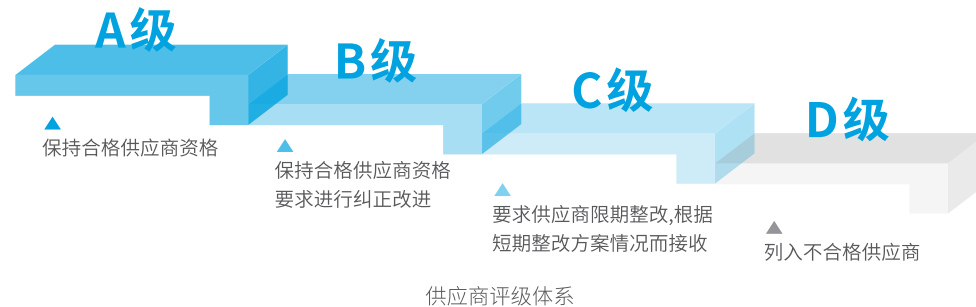 A级
保持合格供应商资格
B级
保持合格供应商资格
要求进行纠正改进
C级
要求供应商限期整改,根据
短期整改方案情况而接收
D级
列入不合格供应商
供应商评级体系